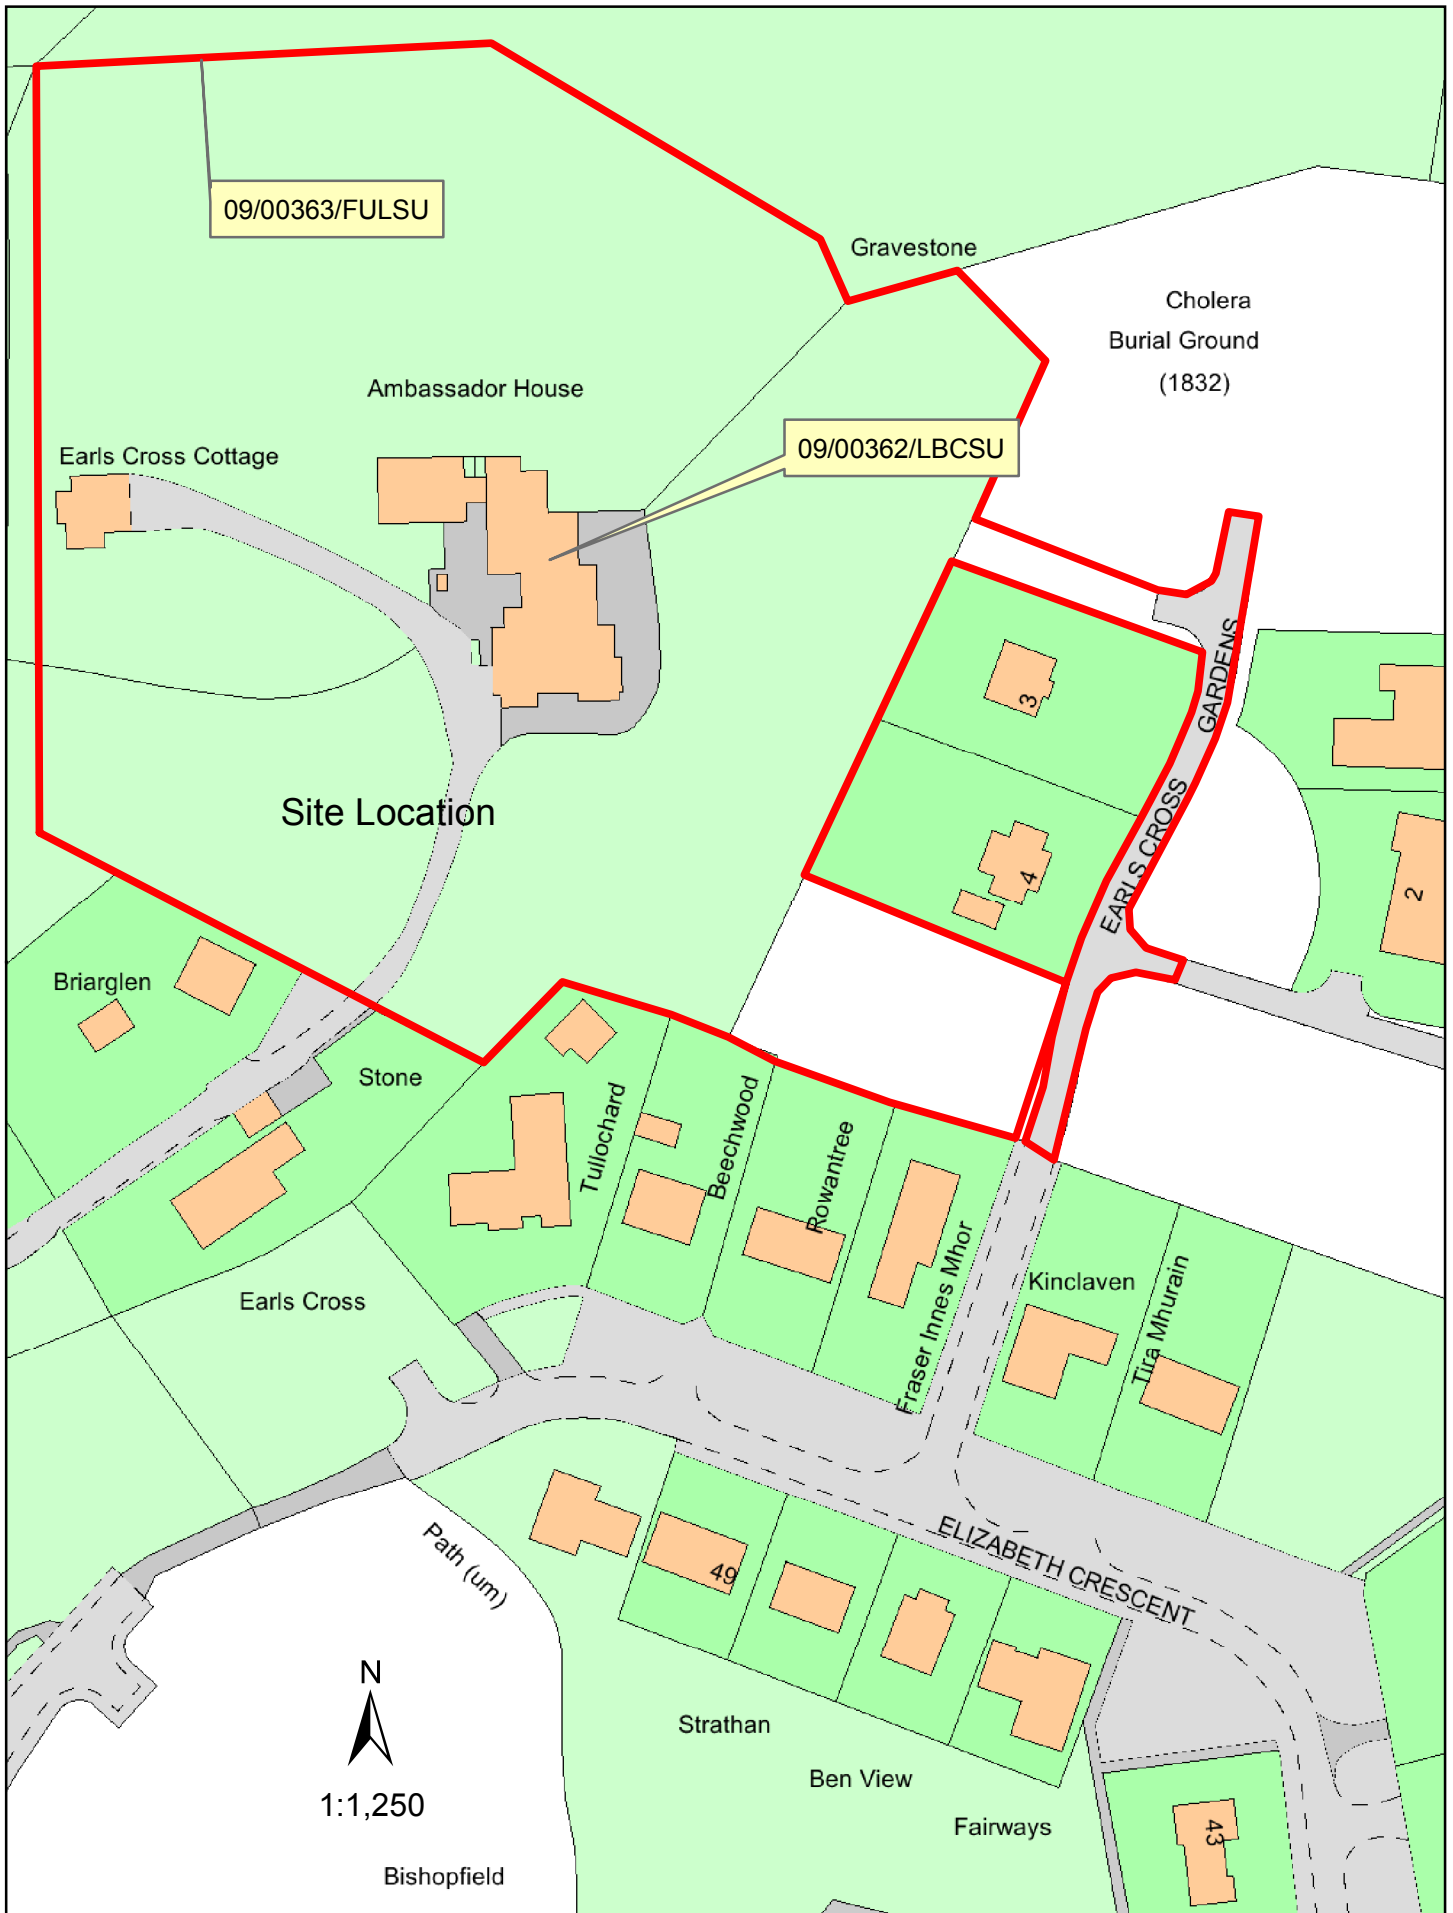 09/00363/FULSU
Gravestone
Cholera
Burial Ground
(1832)
Ambassador House
09/00362/LBCSU
Earls Cross Cottage
3
EARLS CROSS GARDENS
Site Location
4
2
Briarglen
Stone
Tullochard
Beechwood
Rowantree
Fraser Innes Mhor
Kinclaven
Tira Mhurain
Earls Cross
ELIZABETH CRESCENT
Path (um)
49
N
1:1,250
Strathan
Ben View
Fairways
43
Bishopfield